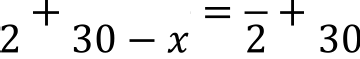 + = +
2 30 − x 2 30